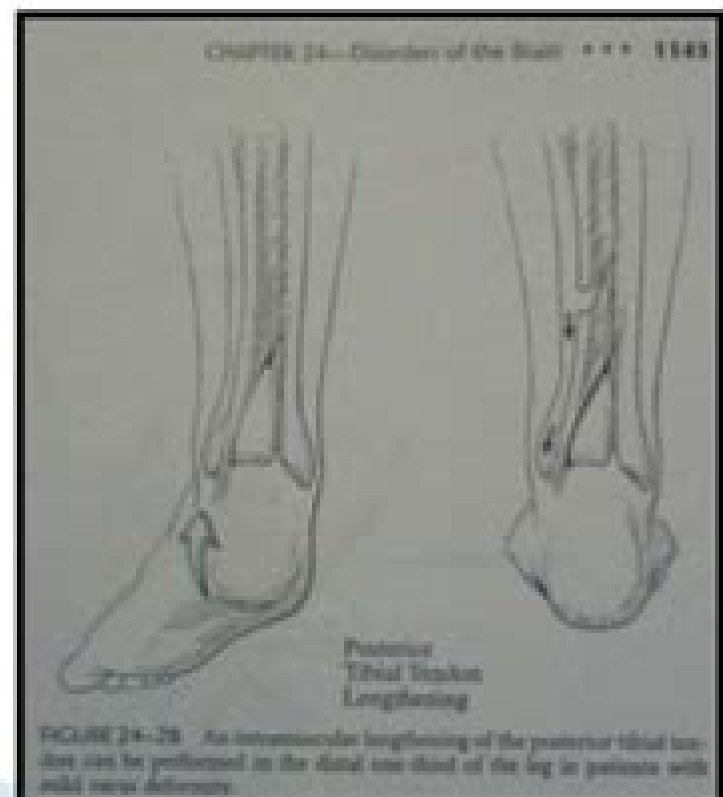 CHAPTER 24—Disorders of the Brain • • • 1143
Posterior
Tibial Tendon
Lengthening
FIGURE 24-28 An intramuscular lengthening of the posterior tibial ten-
don can be performed in the distal one third of the leg in patients with
mild varus deformity.